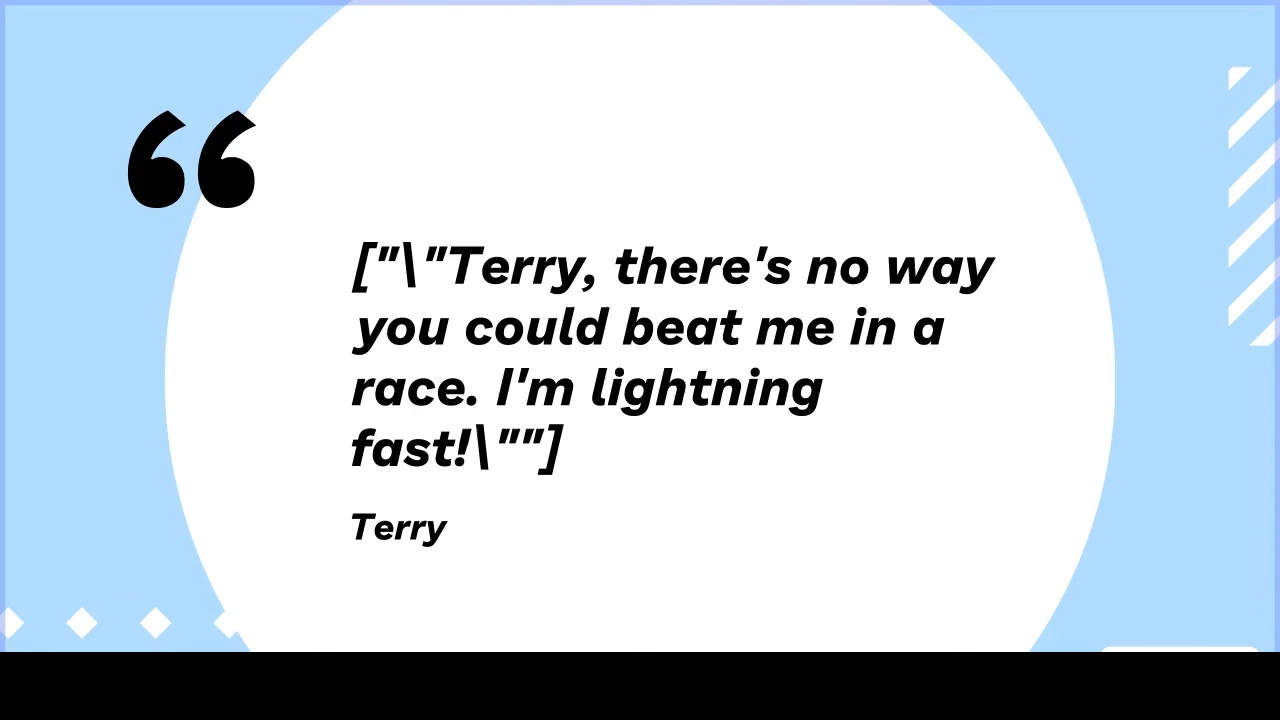 “
["\"Terry, there's no way
you could beat me in a
race. I'm lightning
fast!\""]
Terry